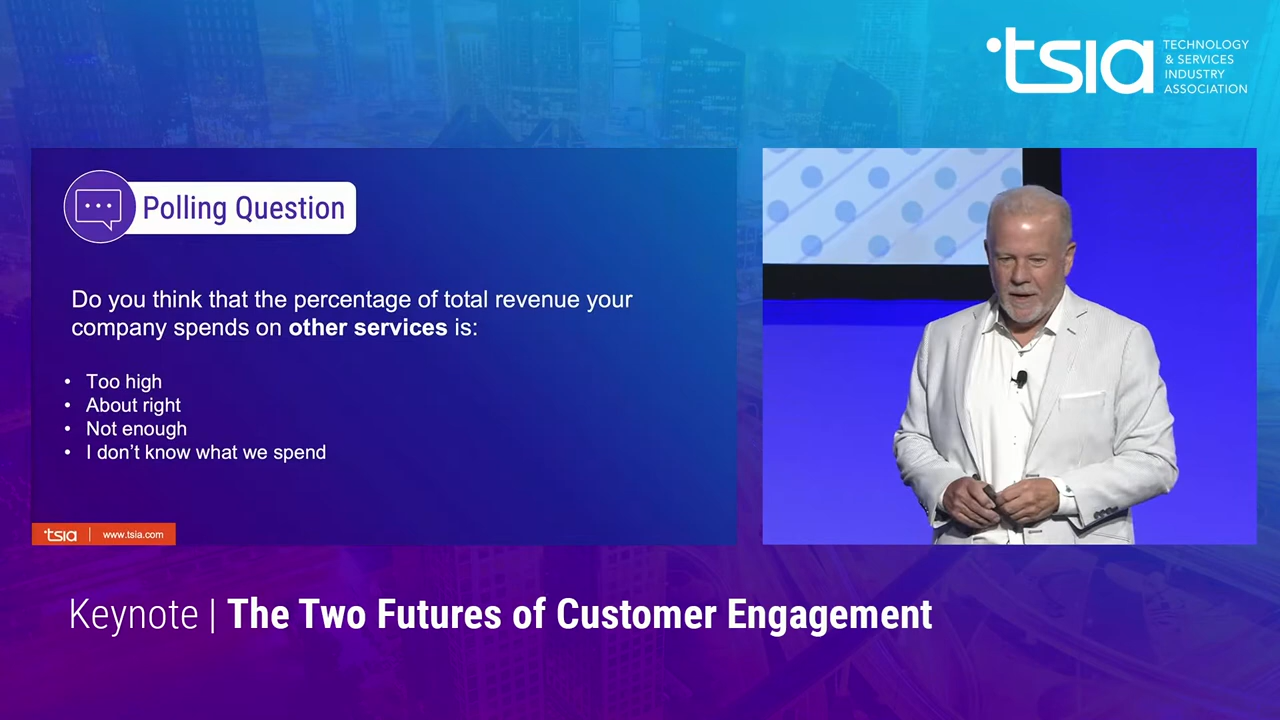 tsia TECHNOLOGY
& SERVICES
INDUSTRY
ASSOCIATION
Polling Question
Do you think that the percentage of total revenue your
company spends on other services is:
• Too high
• About right
• Not enough
• I don’t know what we spend
tsia | www.tsia.com
Keynote | The Two Futures of Customer Engagement